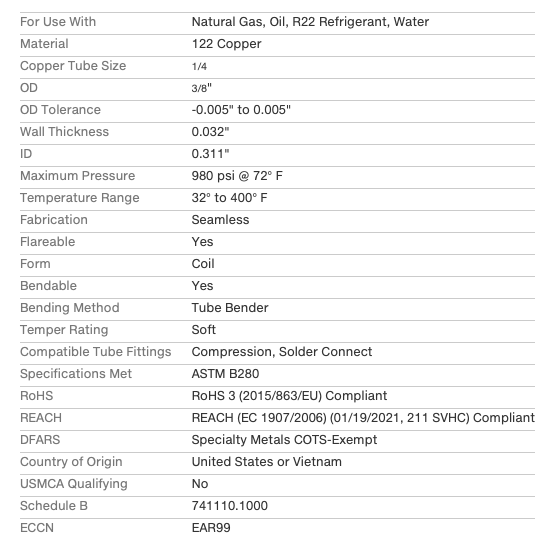 For Use With Natural Gas, Oil, R22 Refrigerant, Water
Material 122 Copper
Copper Tube Size 1/4
OD 3/8"
OD Tolerance -0.005" to 0.005"
Wall Thickness 0.032"
ID 0.311"
Maximum Pressure 980 psi @ 72° F
Temperature Range 32° to 400° F
Fabrication Seamless
Flareable Yes
Form Coil
Bendable Yes
Bending Method Tube Bender
Temper Rating Soft
Compatible Tube Fittings Compression, Solder Connect
Specifications Met ASTM B280
RoHS RoHS 3 (2015/863/EU) Compliant
REACH REACH (EC 1907/2006) (01/19/2021, 211 SVHC) Compliant
DFARS Specialty Metals COTS-Exempt
Country of Origin United States or Vietnam
USMCA Qualifying No
Schedule B 741110.1000
ECCN EAR99